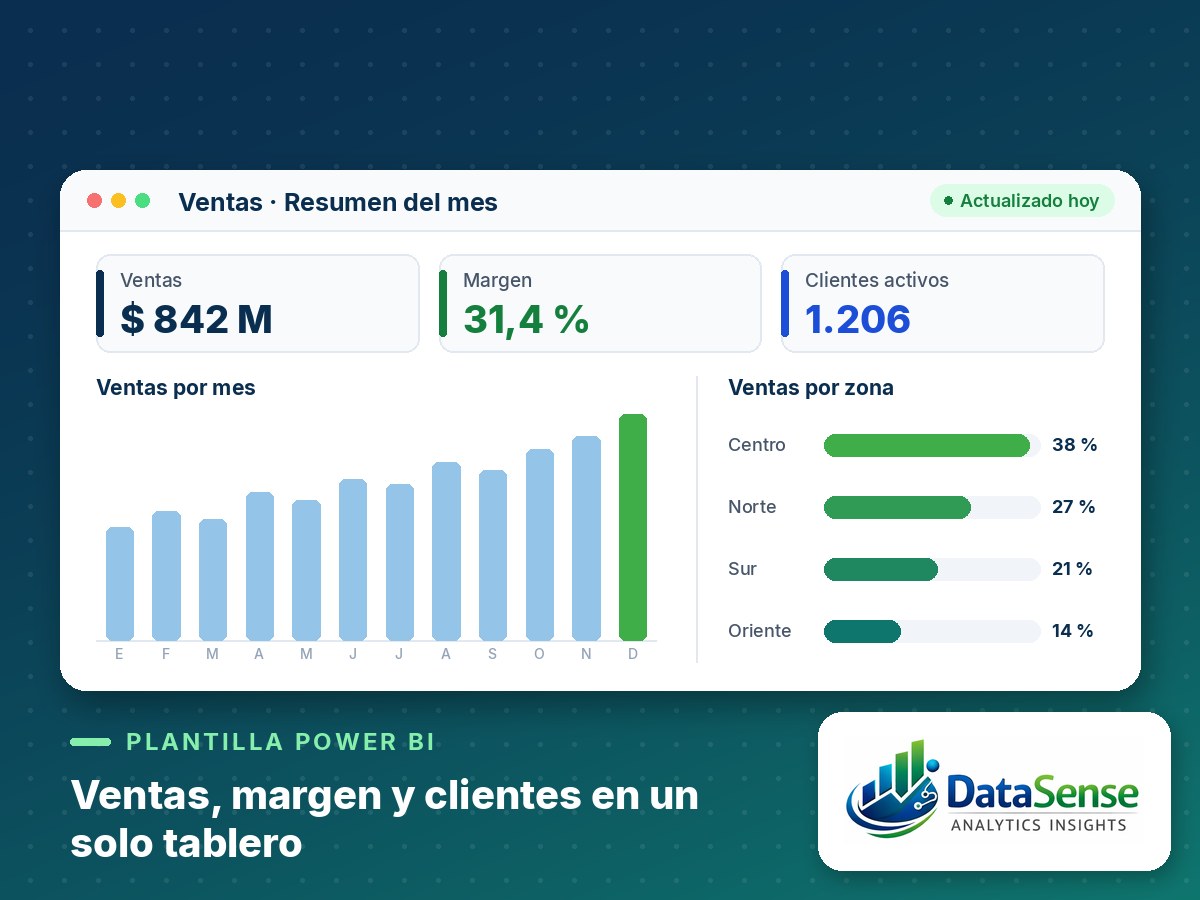 Ventas · Resumen del mes
Actualizado hoy
Ventas
$ 842 M
Margen
31,4 %
Clientes activos
1.206
Ventas por mes
E F M A M J J A S O N D
Ventas por zona
Centro 38 %
Norte 27 %
Sur 21 %
Oriente 14 %
PLANTILLA POWER BI
Ventas, margen y clientes en un
solo tablero
DataSense
ANALYTICS INSIGHTS